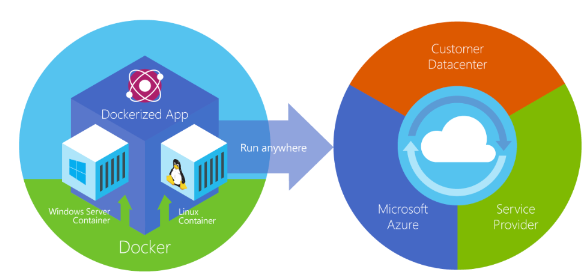 Dockerized App
Windows Server
Container
Linux
Container
Docker
Run anywhere
Customer
Datacenter
Microsoft
Azure
Service
Provider